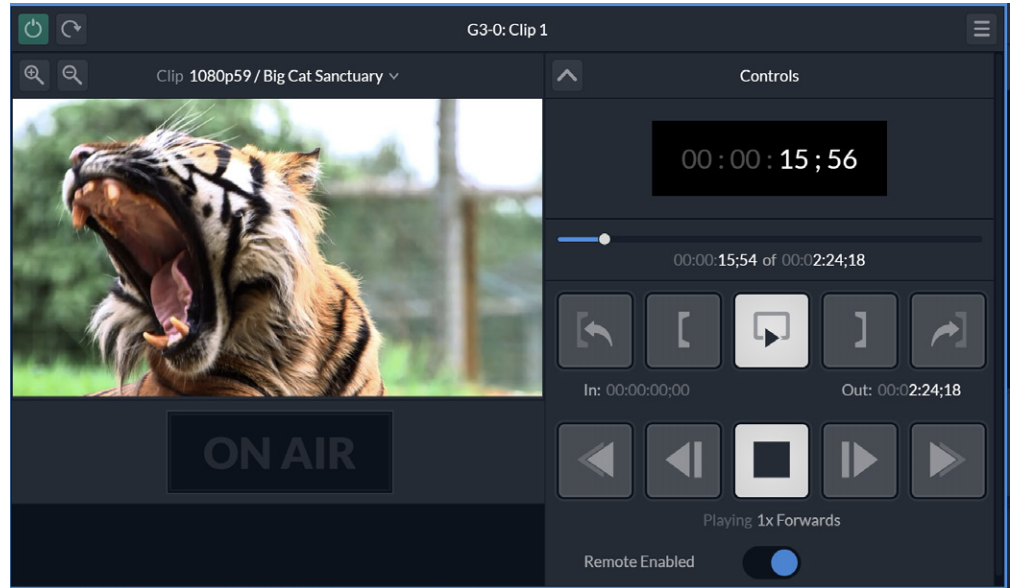 G3-0: Clip 1
Clip 1080p59 / Big Cat Sanctuary
Controls
00 : 00 : 15 ; 56
00:00:15;54 of 00:02:24;18
In: 00:00:00;00
Out: 00:02:24;18
ON AIR
Playing 1x Forwards
Remote Enabled